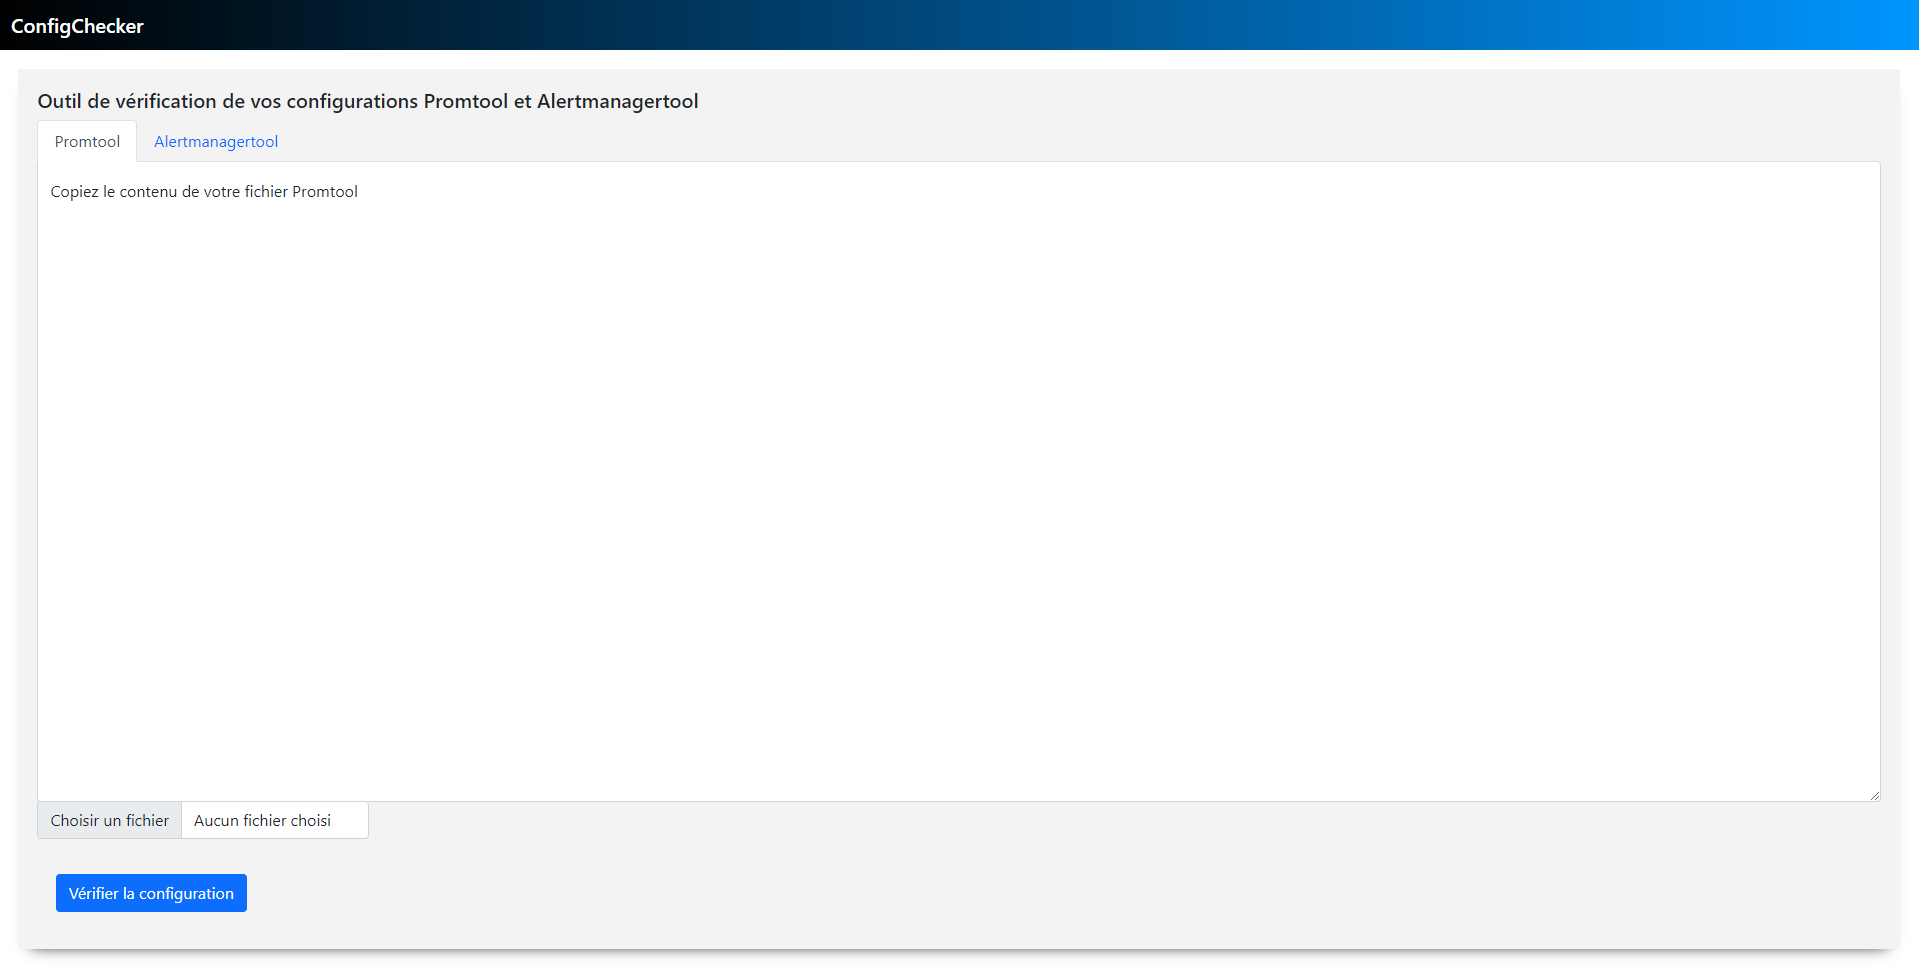 ConfigChecker
Outil de vérification de vos configurations Promtool et Alertmanagertool
Promtool Alertmanagertool
Copiez le contenu de votre fichier Promtool
Choisir un fichier Aucun fichier choisi
Vérifier la configuration